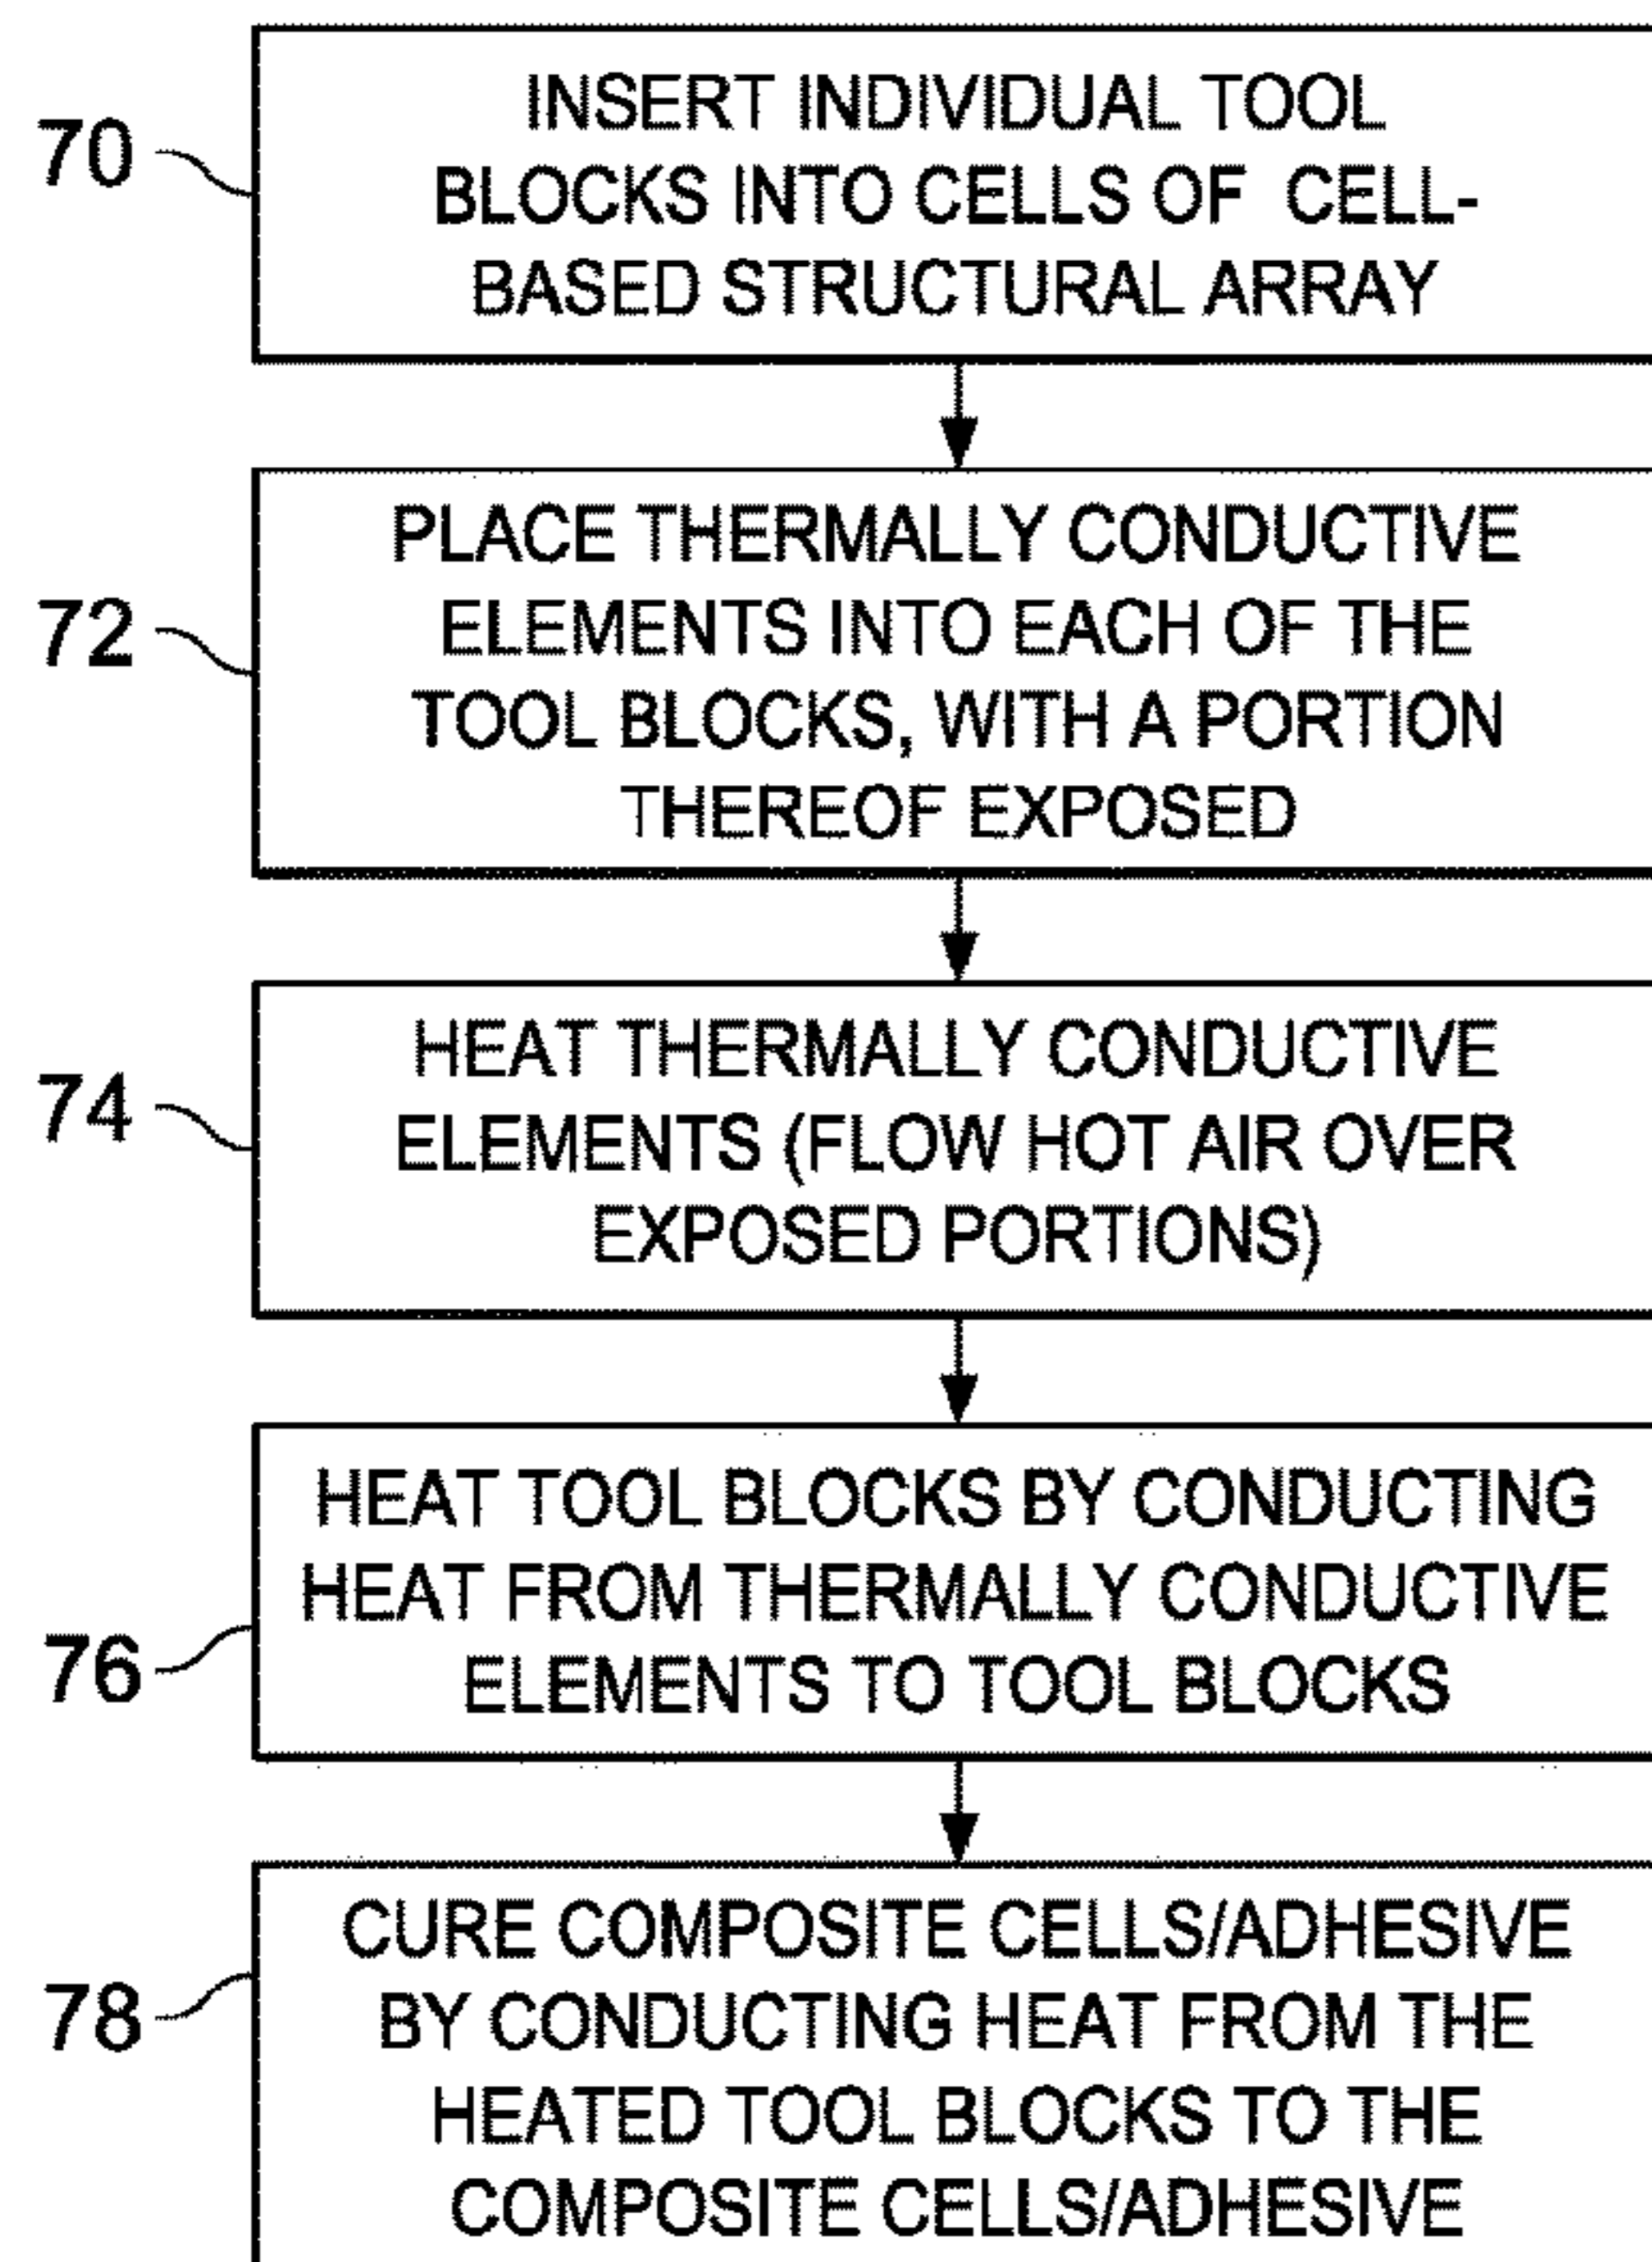 70
INSERT INDIVIDUAL TOOL
BLOCKS INTO CELLS OF CELL-
BASED STRUCTURAL ARRAY
72
PLACE THERMALLY CONDUCTIVE
ELEMENTS INTO EACH OF THE
TOOL BLOCKS, WITH A PORTION
THEREOF EXPOSED
74
HEAT THERMALLY CONDUCTIVE
ELEMENTS (FLOW HOT AIR OVER
EXPOSED PORTIONS)
76
HEAT TOOL BLOCKS BY CONDUCTING
HEAT FROM THERMALLY CONDUCTIVE
ELEMENTS TO TOOL BLOCKS
78
CURE COMPOSITE CELLS/ADHESIVE
BY CONDUCTING HEAT FROM THE
HEATED TOOL BLOCKS TO THE
COMPOSITE CELLS/ADHESIVE